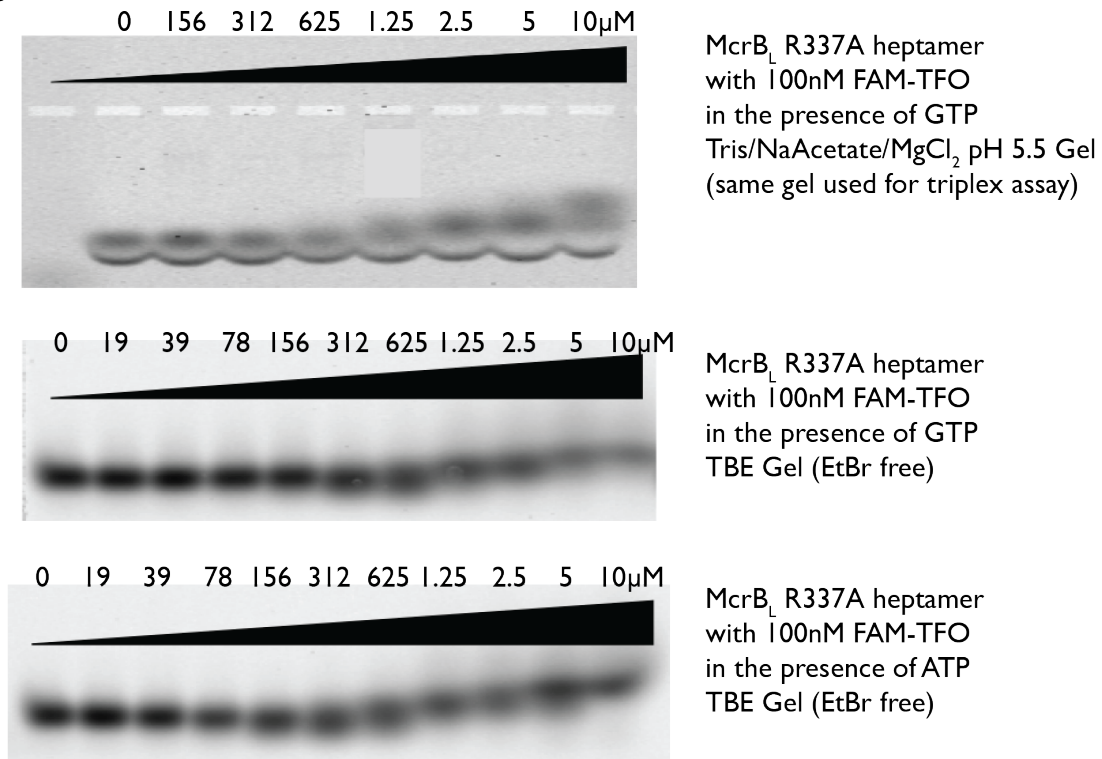 0 156 312 625 1.25 2.5 5 10µM
McrB_L R337A heptamer
with 100nM FAM-TFO
in the presence of GTP
Tris/NaAcetate/MgCl₂ pH 5.5 Gel
(same gel used for triplex assay)
0 19 39 78 156 312 625 1.25 2.5 5 10µM
McrB_L R337A heptamer
with 100nM FAM-TFO
in the presence of GTP
TBE Gel (EtBr free)
0 19 39 78 156 312 625 1.25 2.5 5 10µM
McrB_L R337A heptamer
with 100nM FAM-TFO
in the presence of ATP
TBE Gel (EtBr free)